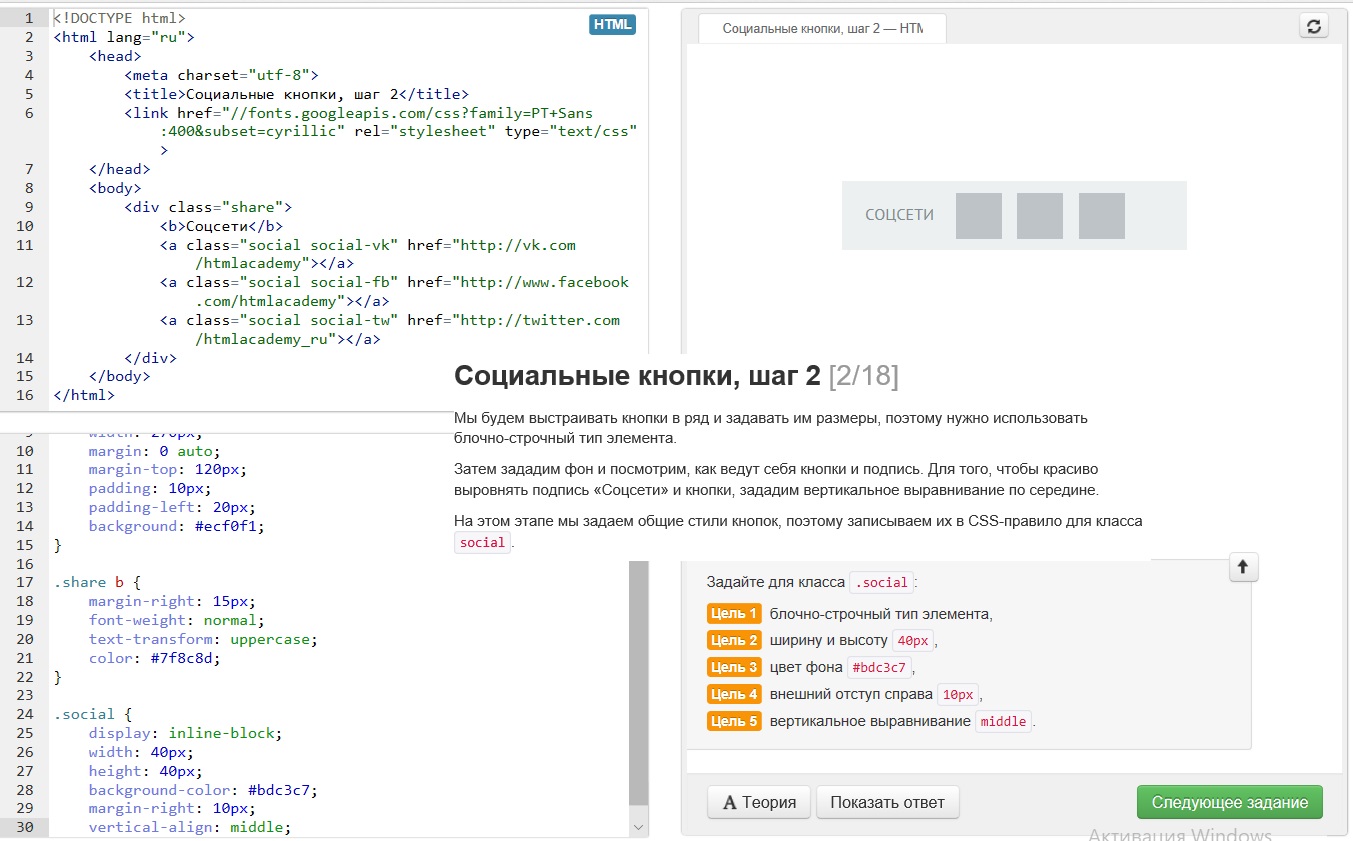 1 <!DOCTYPE html>
2 <html lang="ru">
3 <head>
4 <meta charset="utf-8">
5 <title>Социальные кнопки, шаг 2</title>
6 <link href="//fonts.googleapis.com/css?family=PT+Sans
:400&subset=cyrillic" rel="stylesheet" type="text/css"
>
7 </head>
8 <body>
9 <div class="share">
10 <b>Соцсети</b>
11 <a class="social social-vk" href="http://vk.com
/htmlacademy"></a>
12 <a class="social social-fb" href="http://www.facebook
.com/htmlacademy"></a>
13 <a class="social social-tw" href="http://twitter.com
/htmlacademy_ru"></a>
14 </div>
15 </body>
16 </html>
HTML
9 width: 270px;
10 margin: 0 auto;
11 margin-top: 120px;
12 padding: 10px;
13 padding-left: 20px;
14 background: #ecf0f1;
15 }
16
17 .share b {
18 margin-right: 15px;
19 font-weight: normal;
20 text-transform: uppercase;
21 color: #7f8c8d;
22 }
23
24 .social {
25 display: inline-block;
26 width: 40px;
27 height: 40px;
28 background-color: #bdc3c7;
29 margin-right: 10px;
30 vertical-align: middle;
Социальные кнопки, шаг 2 — HTM
СОЦСЕТИ
Социальные кнопки, шаг 2 [2/18]
Мы будем выстраивать кнопки в ряд и задавать им размеры, поэтому нужно использовать
блочно-строчный тип элемента.
Затем зададим фон и посмотрим, как ведут себя кнопки и подпись. Для того, чтобы красиво
выровнять подпись «Соцсети» и кнопки, зададим вертикальное выравнивание по середине.
На этом этапе мы задаем общие стили кнопок, поэтому записываем их в CSS-правило для класса
social.
Задайте для класса .social:
Цель 1 блочно-строчный тип элемента,
Цель 2 ширину и высоту 40px,
Цель 3 цвет фона #bdc3c7,
Цель 4 внешний отступ справа 10px,
Цель 5 вертикальное выравнивание middle.
A Теория
Показать ответ
Следующее задание
Активация Windows